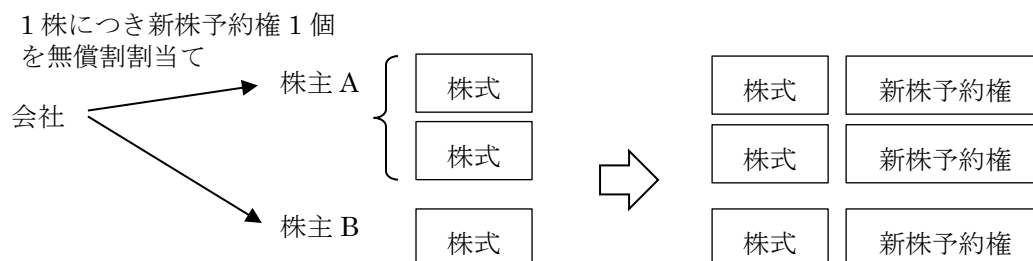 1 株につき新株予約権 1 個
を無償割割当て
会社
株主 A
株式 株式 新株予約権
株式 株式 新株予約権
株主 B
株式 株式 新株予約権